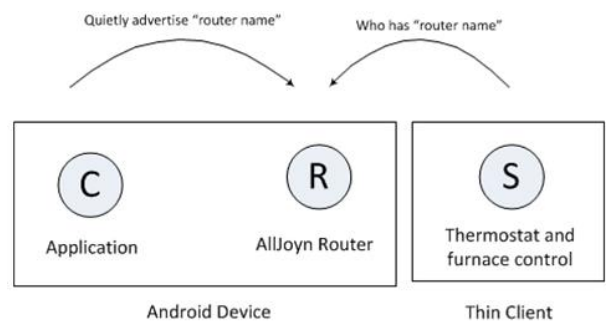 Quietly advertise “router name”
Who has “router name”
C
R
S
Application
AllJoyn Router
Thermostat and
furnace control
Android Device
Thin Client